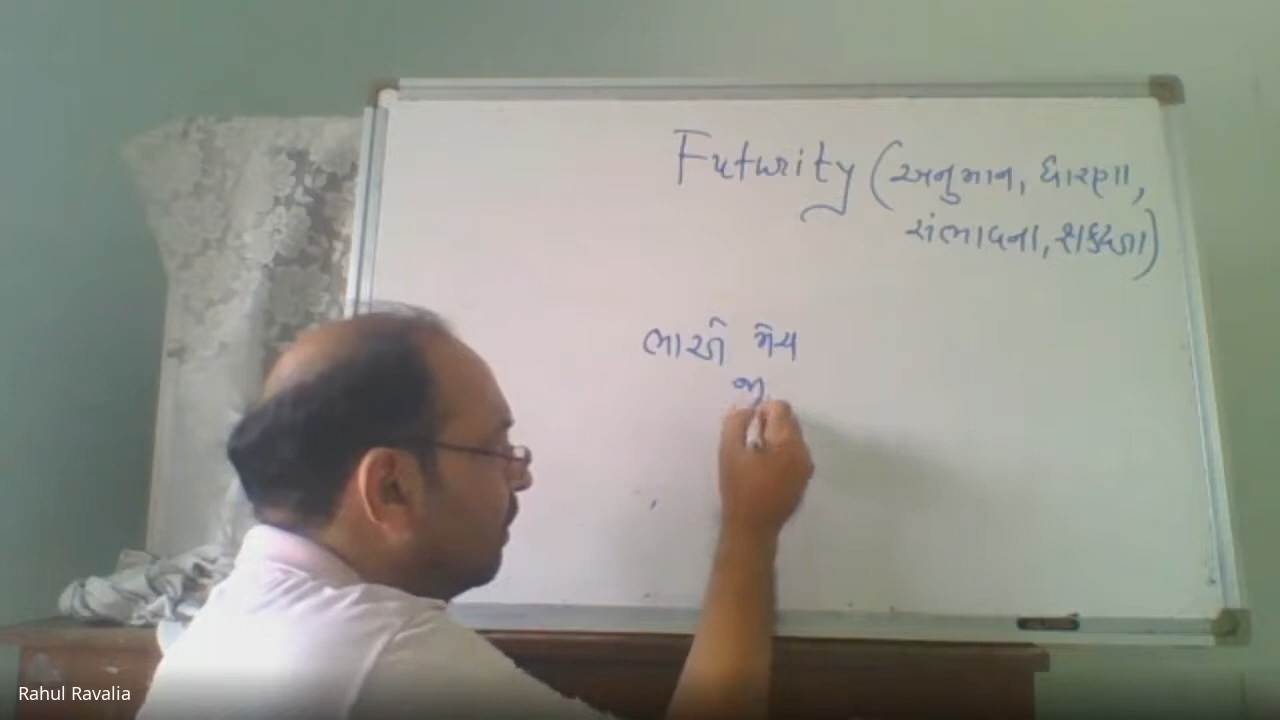 Futurity (અનુમાન, ધારણા,
સંભાવના, શક્યતા)
મેચ
જી
Rahul Ravalia